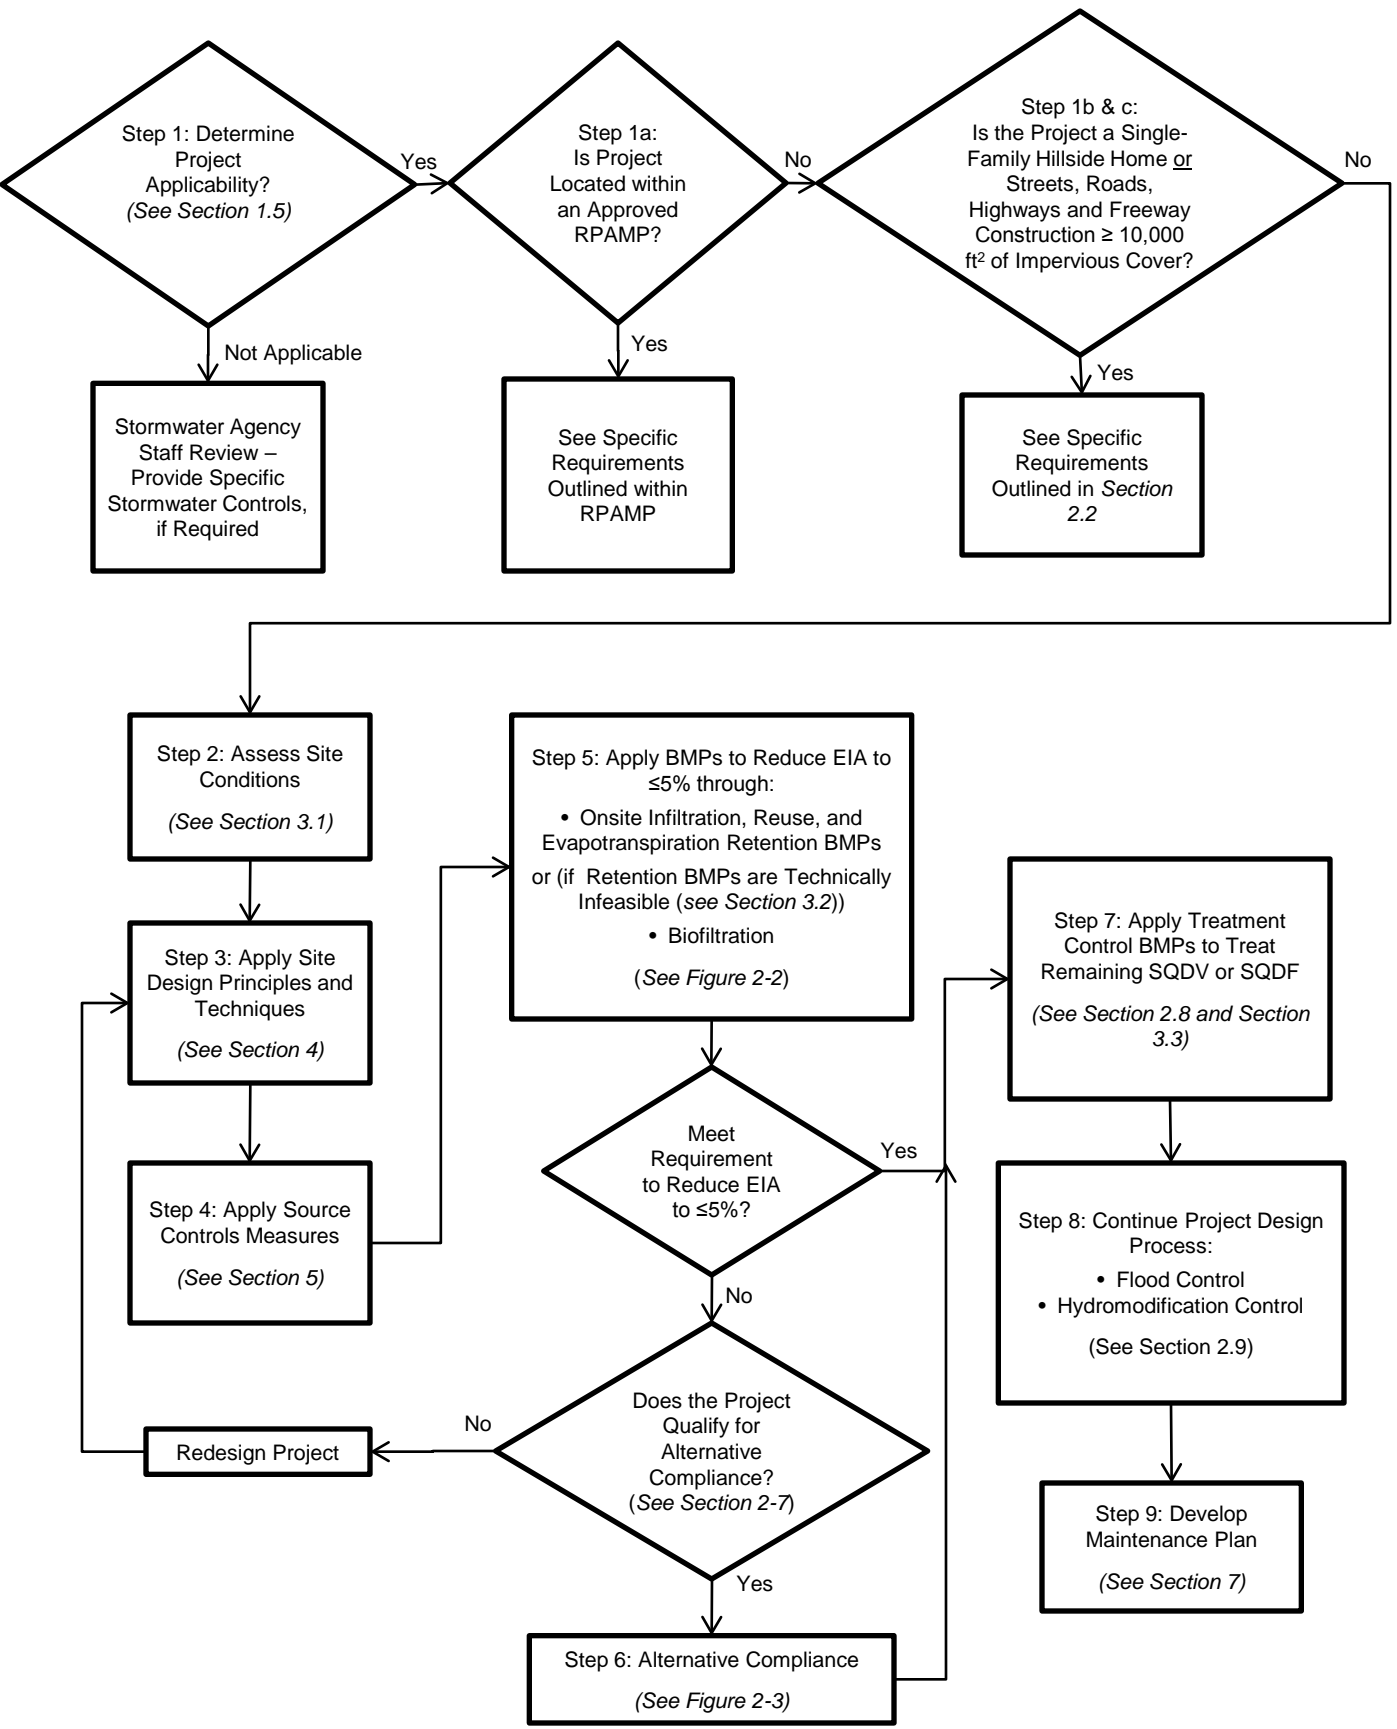 Step 1: Determine
Project
Applicability?
(See Section 1.5)
Yes
Not Applicable
Stormwater Agency
Staff Review –
Provide Specific
Stormwater Controls,
if Required
Step 1a:
Is Project
Located within
an Approved
RPAMP?
No
Yes
See Specific
Requirements
Outlined within
RPAMP
Step 1b & c:
Is the Project a Single-
Family Hillside Home or
Streets, Roads,
Highways and Freeway
Construction ≥ 10,000
ft² of Impervious Cover?
No
Yes
See Specific
Requirements
Outlined in Section
2.2
Step 2: Assess Site
Conditions
(See Section 3.1)
Step 3: Apply Site
Design Principles and
Techniques
(See Section 4)
Step 4: Apply Source
Controls Measures
(See Section 5)
Step 5: Apply BMPs to Reduce EIA to
≤5% through:
• Onsite Infiltration, Reuse, and
Evapotranspiration Retention BMPs
or (if Retention BMPs are Technically
Infeasible (see Section 3.2))
• Biofiltration
(See Figure 2-2)
Meet
Requirement
to Reduce EIA
to ≤5%?
Yes
No
Does the Project
Qualify for
Alternative
Compliance?
(See Section 2-7)
No
Redesign Project
Yes
Step 6: Alternative Compliance
(See Figure 2-3)
Step 7: Apply Treatment
Control BMPs to Treat
Remaining SQDV or SQDF
(See Section 2.8 and Section
3.3)
Step 8: Continue Project Design
Process:
• Flood Control
• Hydromodification Control
(See Section 2.9)
Step 9: Develop
Maintenance Plan
(See Section 7)